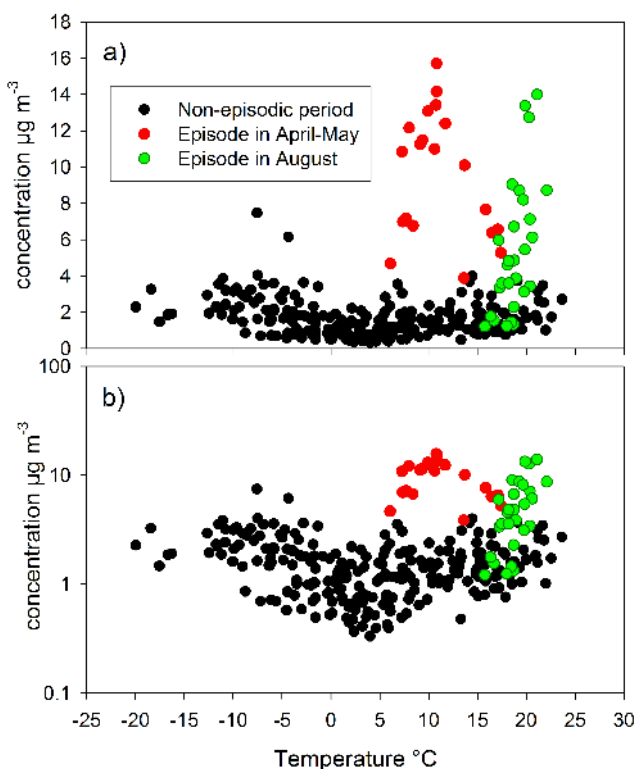 18
16
14
12
10
8
6
4
2
0
concentration µg m⁻³
a)
Non-episodic period
Episode in April-May
Episode in August
100
10
1
0.1
concentration µg m⁻³
b)
-25 -20 -15 -10 -5 0 5 10 15 20 25 30
Temperature °C